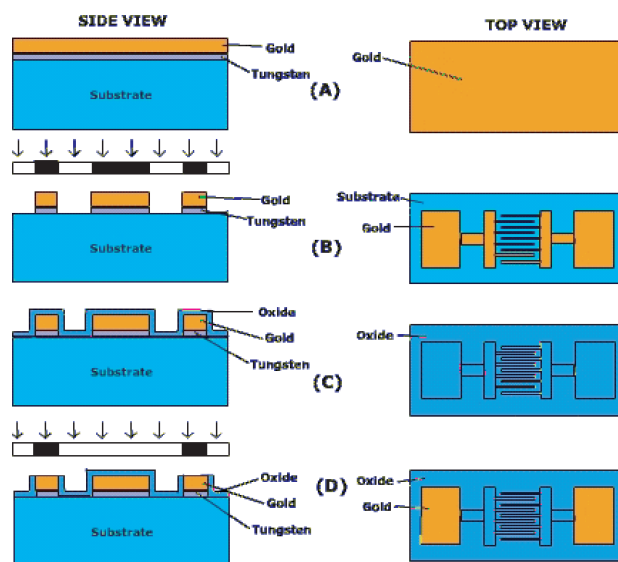 SIDE VIEW
TOP VIEW
Gold
Tungsten
Substrate
(A)
Gold
Gold
Tungsten
Substrate
(B)
Substrata
Gold
Oxide
Gold
Tungsten
Substrate
(C)
Oxide
Oxide
Gold
Tungsten
Substrate
(D)
Oxide
Gold